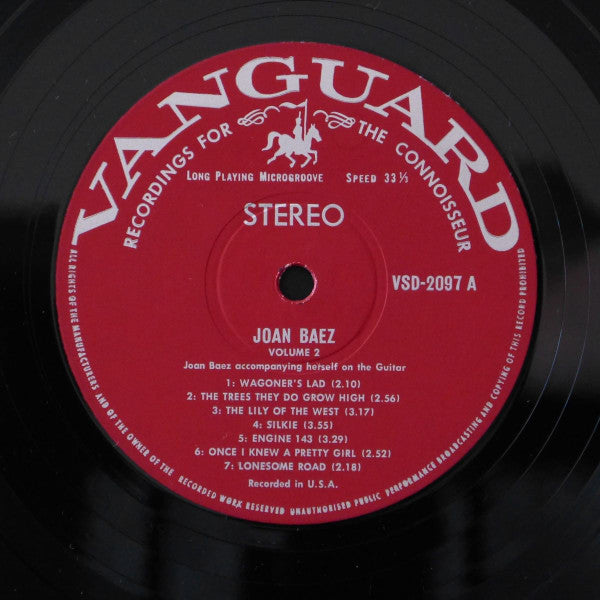 VANGUARD
RECORDINGS FOR THE CONNOISSEUR
LONG PLAYING MICROGROOVE SPEED 33⅓
STEREO
VSD-2097 A
JOAN BAEZ
VOLUME 2
Joan Baez accompanying herself on the Guitar
1: WAGONER'S LAD (2.10)
2: THE TREES THEY DO GROW HIGH (2.56)
3: THE LILY OF THE WEST (3.17)
4: SILKIE (3.55)
5: ENGINE 143 (3.29)
6: ONCE I KNEW A PRETTY GIRL (2.52)
7: LONESOME ROAD (2.18)
Recorded in U.S.A.
ALL RIGHTS OF THE MANUFACTURERS AND OF THE OWNER OF THE RECORDED WORK RESERVED UNAUTHORISED PUBLIC PERFORMANCE BROADCASTING AND COPYING OF THIS RECORD PROHIBITED